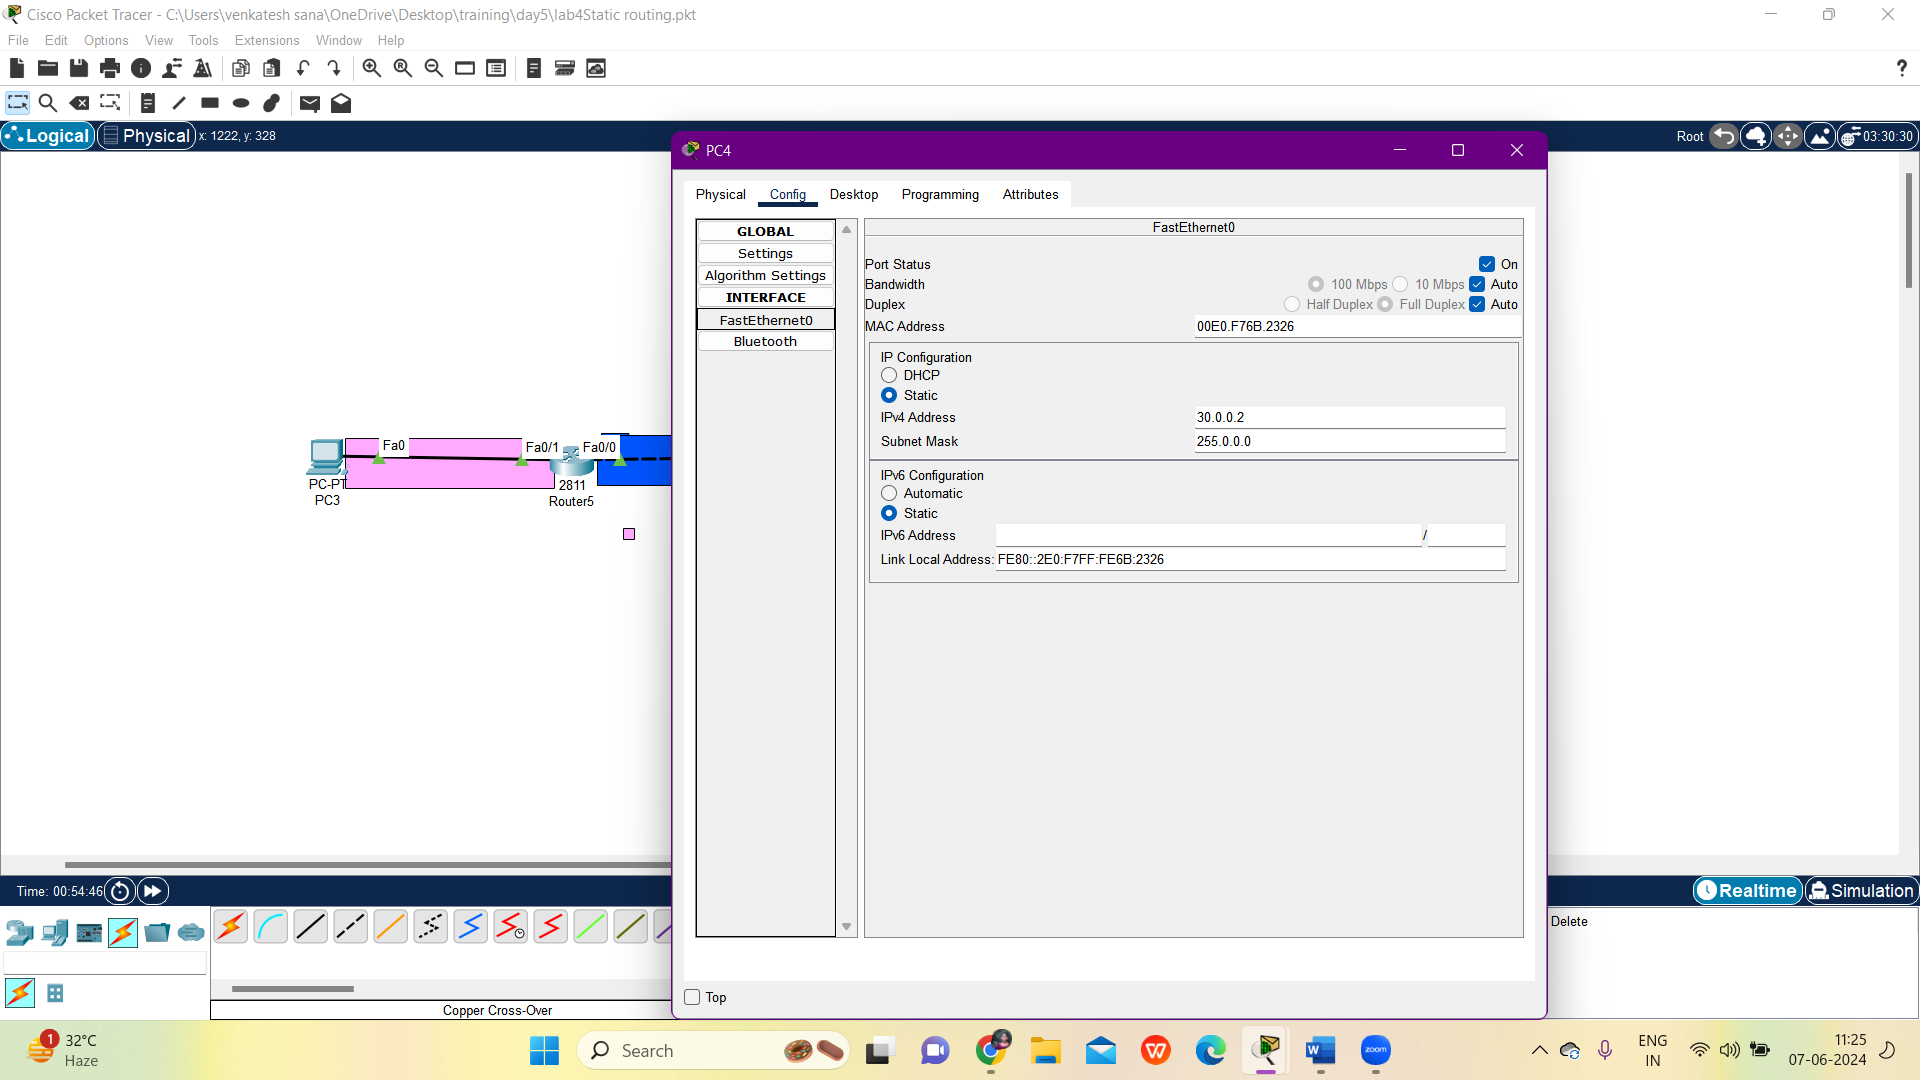 Cisco Packet Tracer - C:\Users\venkatesh sana\OneDrive\Desktop\training\day5\lab4Static routing.pkt
File Edit Options View Tools Extensions Window Help
?
Logical Physical x: 1222, y: 328
Root 03:30:30
PC4
Physical Config Desktop Programming Attributes
GLOBAL
Settings
Algorithm Settings
INTERFACE
FastEthernet0
Bluetooth
FastEthernet0
Port Status On
Bandwidth 100 Mbps 10 Mbps Auto
Duplex Half Duplex Full Duplex Auto
MAC Address 00E0.F76B.2326
IP Configuration
DHCP
Static
IPv4 Address 30.0.0.2
Subnet Mask 255.0.0.0
IPv6 Configuration
Automatic
Static
IPv6 Address /
Link Local Address: FE80::2E0:F7FF:FE6B:2326
Top
Fa0 Fa0/1 Fa0/0
PC-PT
PC3
2811
Router5
Time: 00:54:46
Realtime Simulation
Delete
Copper Cross-Over
1
32°C
Haze
Search
W
zoom
ENG
IN
11:25
07-06-2024